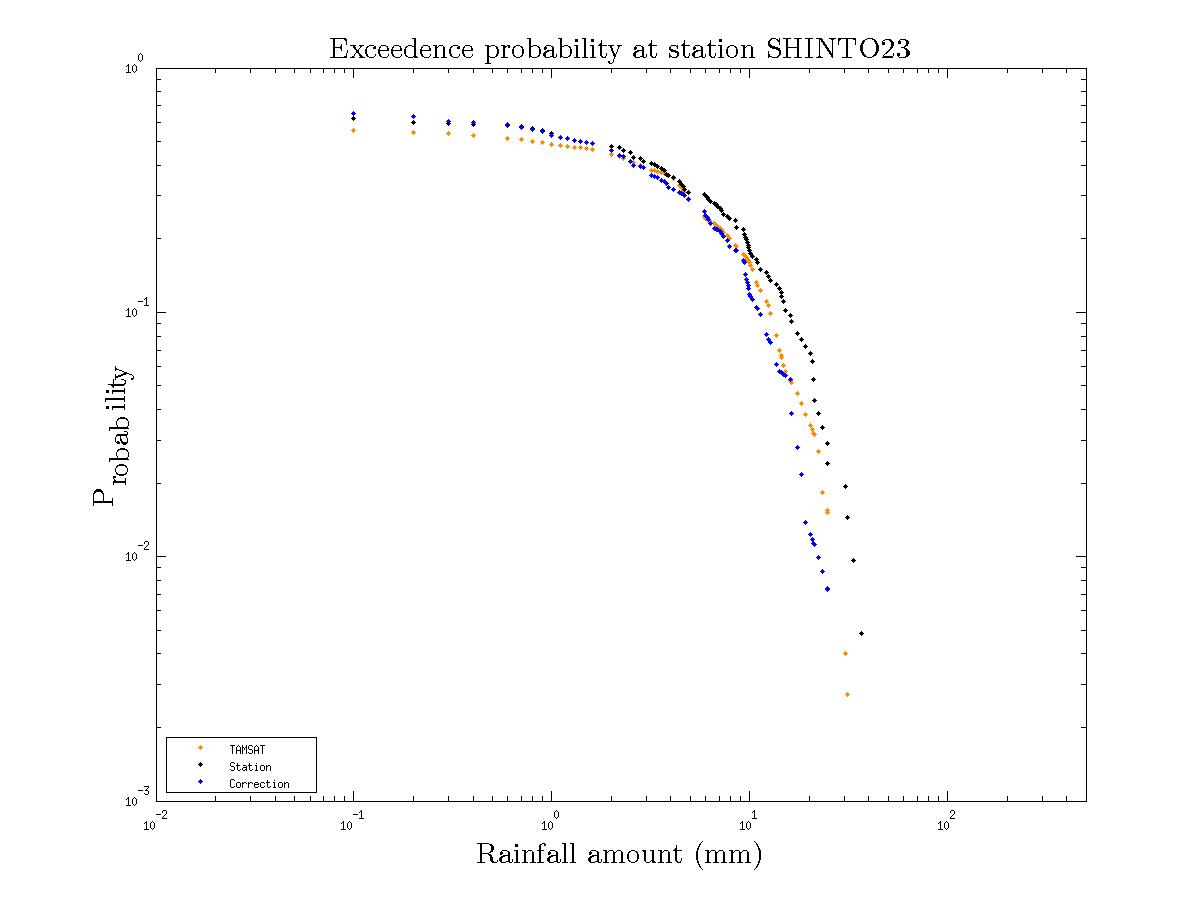 Exceedence probability at station SHINTO23
10^0
10^-1
10^-2
10^-3
Probability
TAMSAT
Station
Correction
10^-2 10^-1 10^0 10^1 10^2
Rainfall amount (mm)